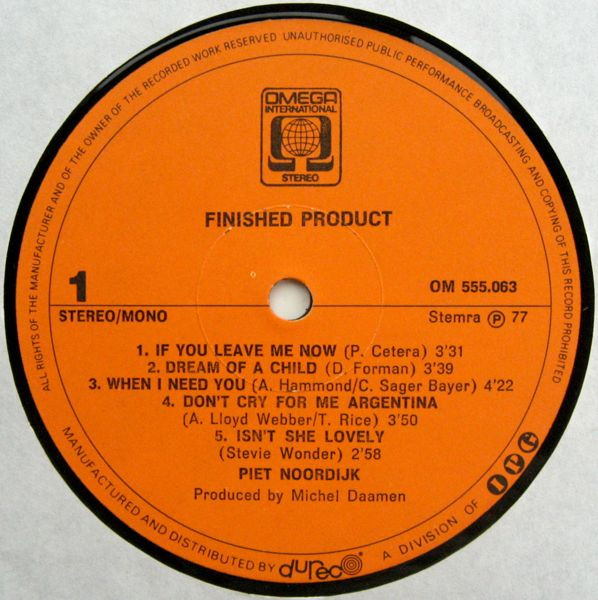 ALL RIGHTS OF THE MANUFACTURER AND OF THE OWNER OF THE RECORDED WORK RESERVED UNAUTHORISED PUBLIC PERFORMANCE BROADCASTING AND COPYING OF THIS RECORD PROHIBITED
OMEGA
INTERNATIONAL
STEREO
FINISHED PRODUCT
1
OM 555.063
STEREO/MONO
Stemra ℗ 77
1. IF YOU LEAVE ME NOW (P. Cetera) 3'31
2. DREAM OF A CHILD (D. Forman) 3'39
3. WHEN I NEED YOU (A. Hammond/C. Sager Bayer) 4'22
4. DON'T CRY FOR ME ARGENTINA
(A. Lloyd Webber/T. Rice) 3'50
5. ISN'T SHE LOVELY
(Stevie Wonder) 2'58
PIET NOORDIJK
Produced by Michel Daamen
MANUFACTURED AND DISTRIBUTED BY dureco A DIVISION OF